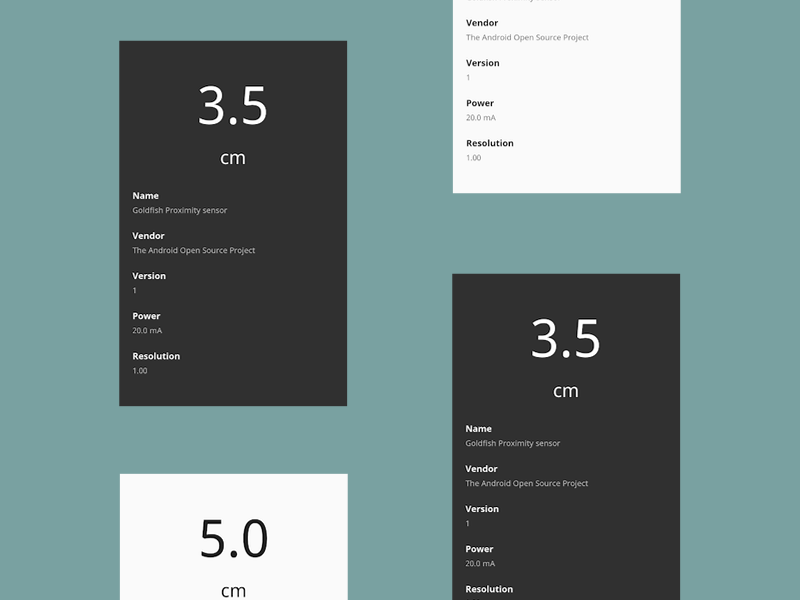 3.5
cm
Name
Goldfish Proximity sensor
Vendor
The Android Open Source Project
Version
1
Power
20.0 mA
Resolution
1.00
5.0
cm
Vendor
The Android Open Source Project
Version
1
Power
20.0 mA
Resolution
1.00
3.5
cm
Name
Goldfish Proximity sensor
Vendor
The Android Open Source Project
Version
1
Power
20.0 mA
Resolution